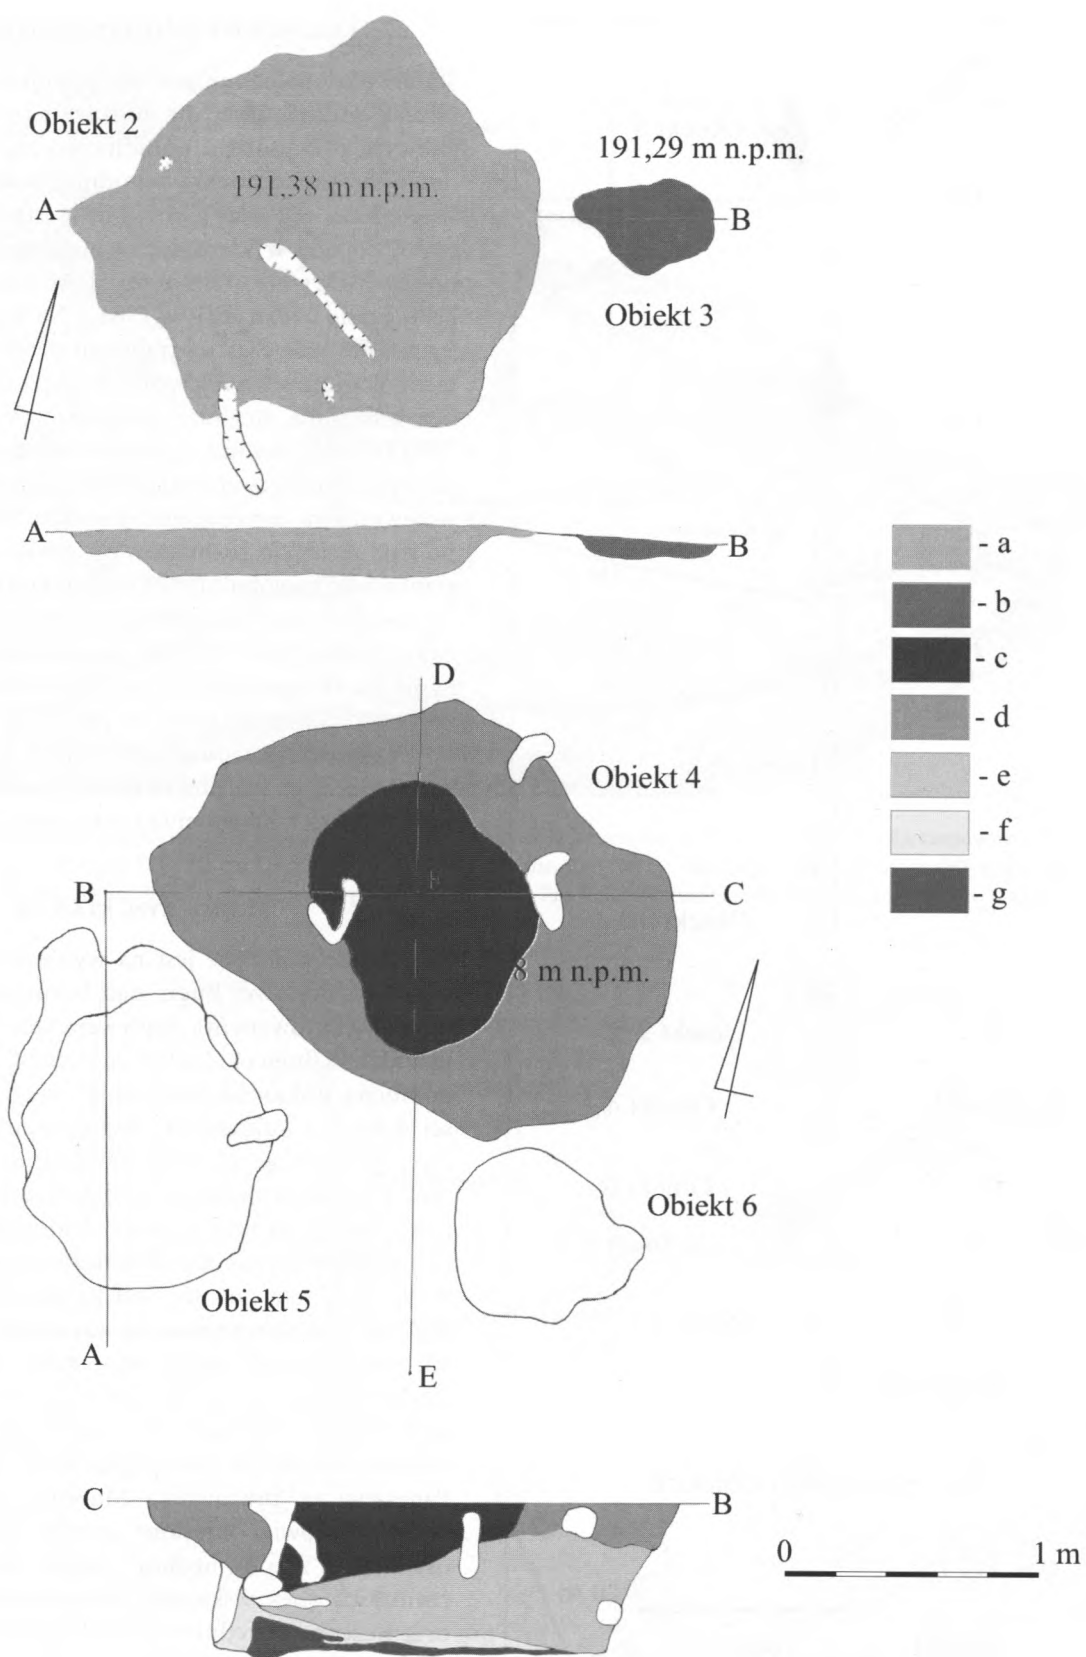 Obiekt 2
191,38 m n.p.m.
191,29 m n.p.m.
A
B
Obiekt 3
A
B
- a
- b
- c
- d
- e
- f
- g
D
Obiekt 4
B
C
8 m n.p.m.
Obiekt 6
Obiekt 5
A
E
C
B
0
1 m